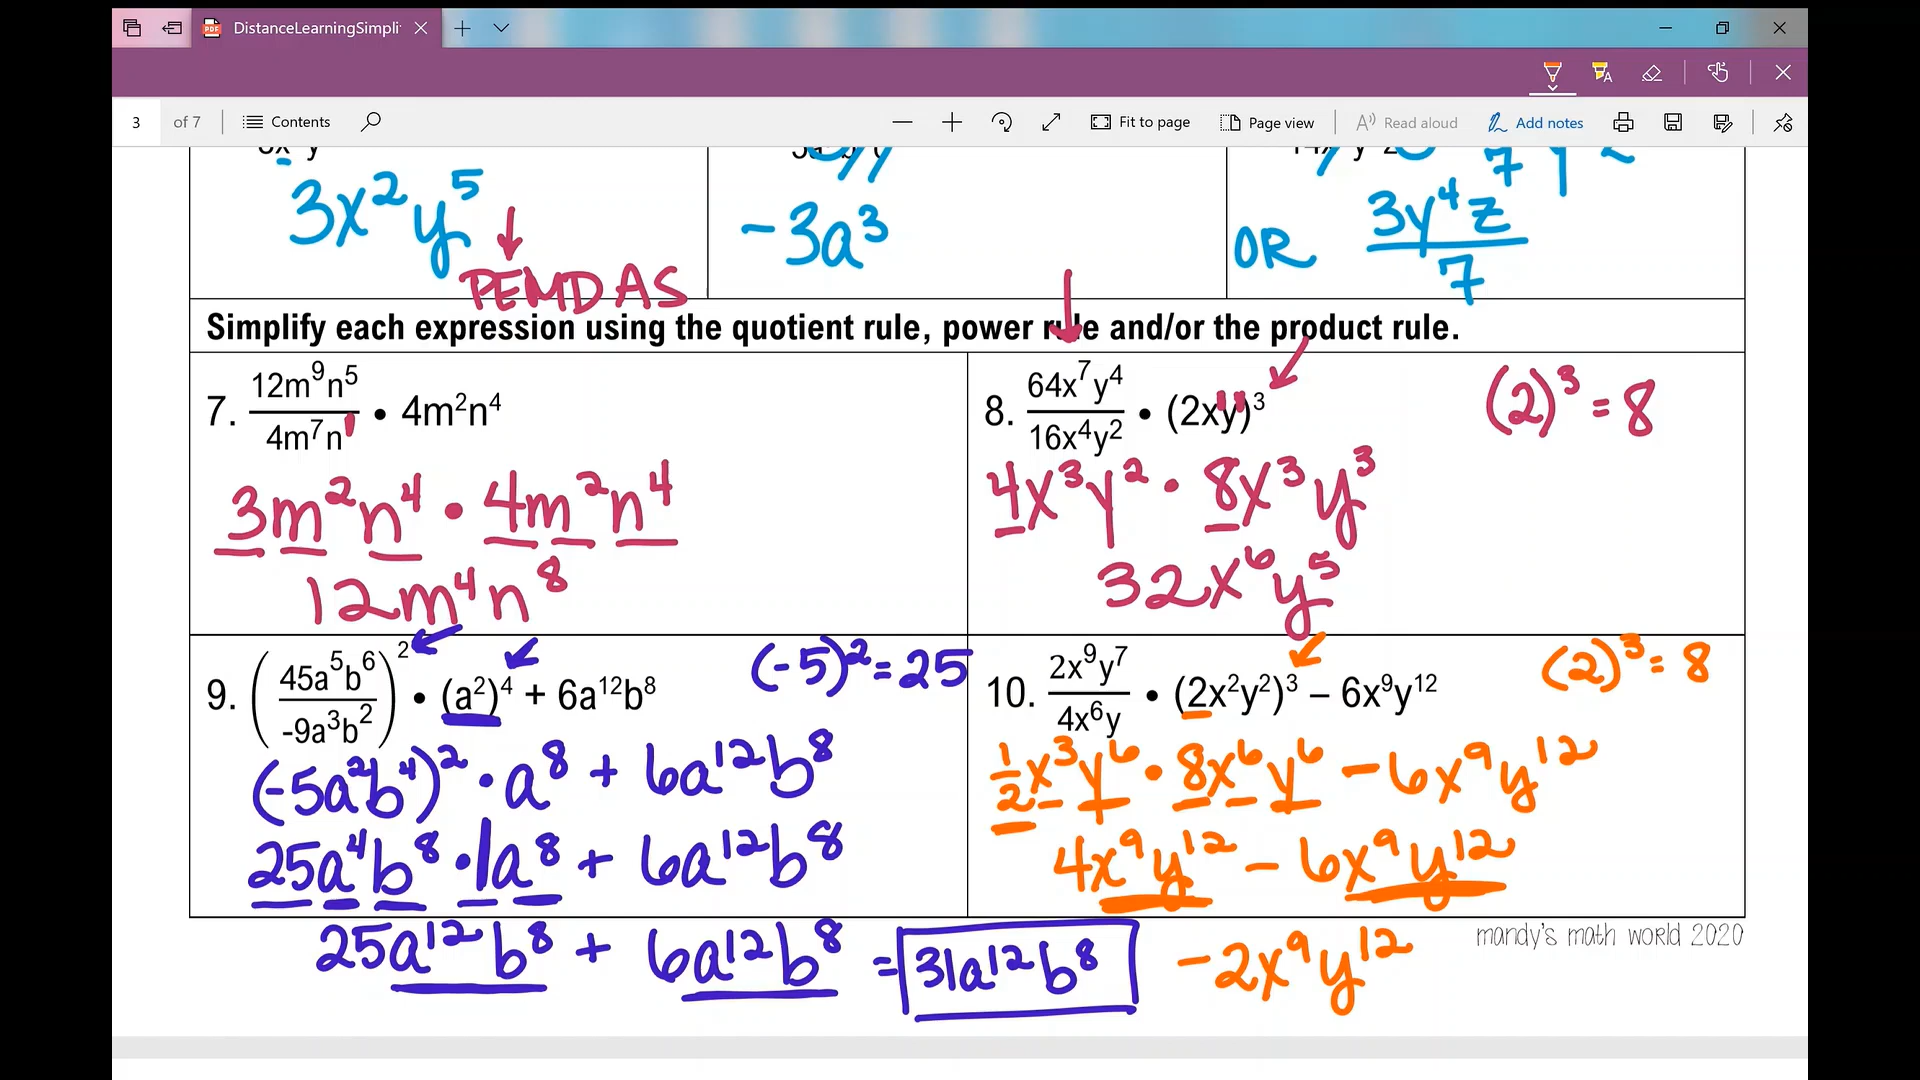 DistanceLearningSimpli
3 of 7 Contents Fit to page Page view Read aloud Add notes
3x²y⁵
-3a³
OR 3y⁴z/7
PEMDAS
Simplify each expression using the quotient rule, power rule and/or the product rule.
7. 12m⁹n⁵/4m⁷n¹ • 4m²n⁴
3m²n⁴ • 4m²n⁴
12m⁴n⁸
8. 64x⁷y⁴/16x⁴y² • (2xy)³
(2)³ = 8
4x³y² • 8x³y³
32x⁶y⁵
9. (45a⁵b⁶/-9a³b²)² • (a²)⁴ + 6a¹²b⁸
(-5)² = 25
(-5a²b⁴)² • a⁸ + 6a¹²b⁸
25a⁴b⁸ • 1a⁸ + 6a¹²b⁸
25a¹²b⁸ + 6a¹²b⁸ = 31a¹²b⁸
10. 2x⁹y⁷/4x⁶y • (2x²y²)³ – 6x⁹y¹²
(2)³ = 8
1/2x³y⁶ • 8x⁶y⁶ - 6x⁹y¹²
4x⁹y¹² - 6x⁹y¹²
-2x⁹y¹²
mandy's math world 2020